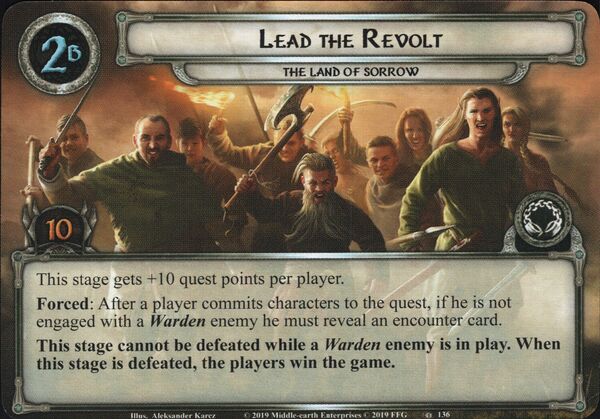 2B
LEAD THE REVOLT
THE LAND OF SORROW
10
This stage gets +10 quest points per player.
Forced: After a player commits characters to the quest, if he is not
engaged with a Warden enemy he must reveal an encounter card.
This stage cannot be defeated while a Warden enemy is in play. When
this stage is defeated, the players win the game.
Illus. Aleksander Karcz © 2019 Middle-earth Enterprises © 2019 FFG 136